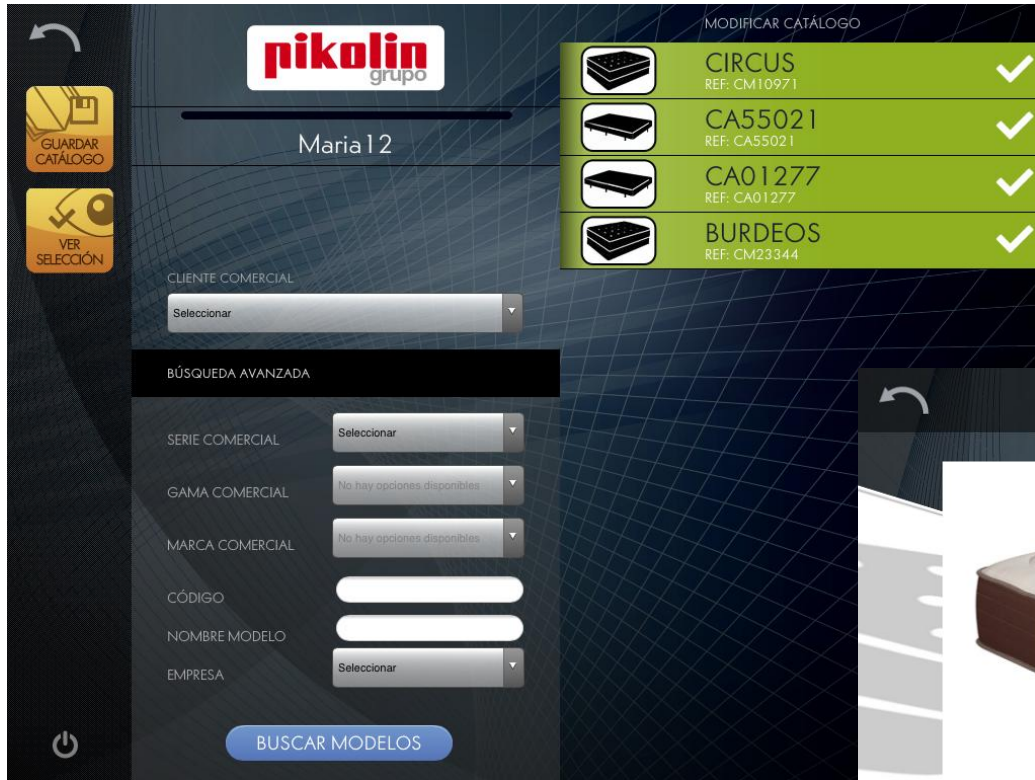 pikolin
grupo
Maria12
GUARDAR
CATÁLOGO
VER
SELECCIÓN
CLIENTE COMERCIAL
Seleccionar
BÚSQUEDA AVANZADA
SERIE COMERCIAL
Seleccionar
GAMA COMERCIAL
No hay opciones disponibles
MARCA COMERCIAL
No hay opciones disponibles
CÓDIGO
NOMBRE MODELO
EMPRESA
Seleccionar
BUSCAR MODELOS
MODIFICAR CATÁLOGO
CIRCUS
REF: CM10971
CA55021
REF: CA55021
CA01277
REF: CA01277
BURDEOS
REF: CM23344